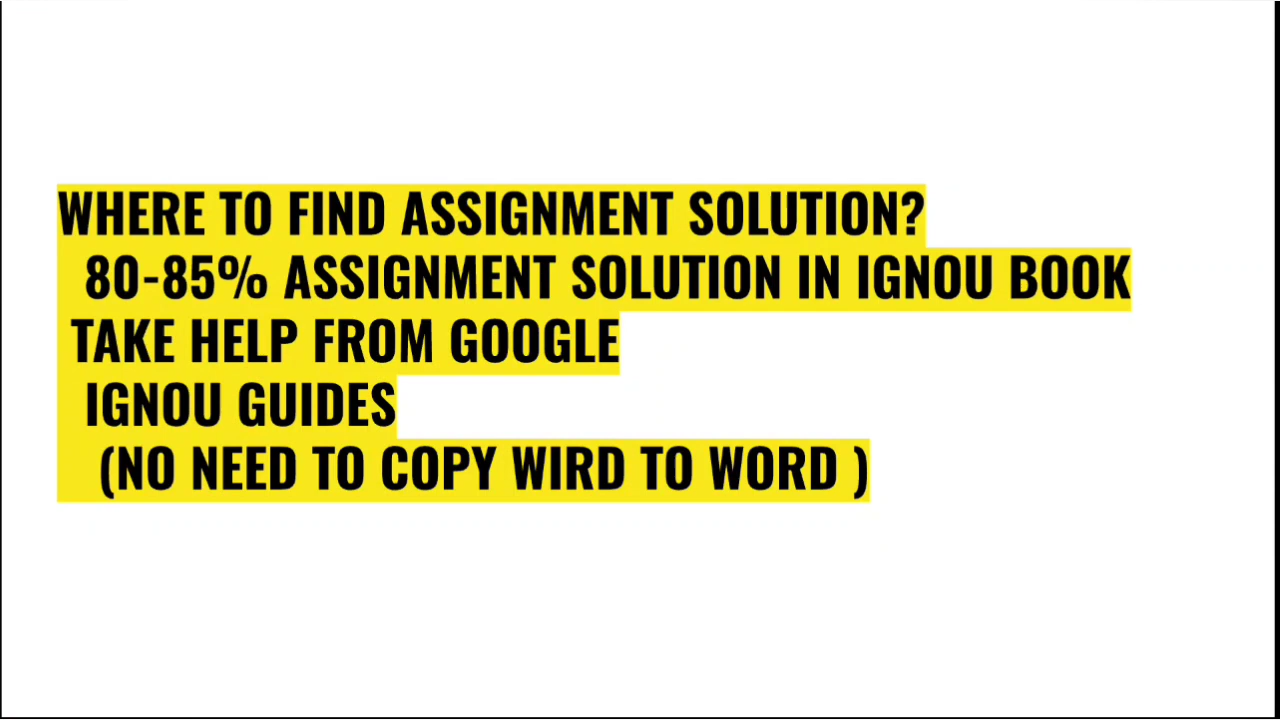 WHERE TO FIND ASSIGNMENT SOLUTION?
80-85% ASSIGNMENT SOLUTION IN IGNOU BOOK
TAKE HELP FROM GOOGLE
IGNOU GUIDES
(NO NEED TO COPY WIRD TO WORD )